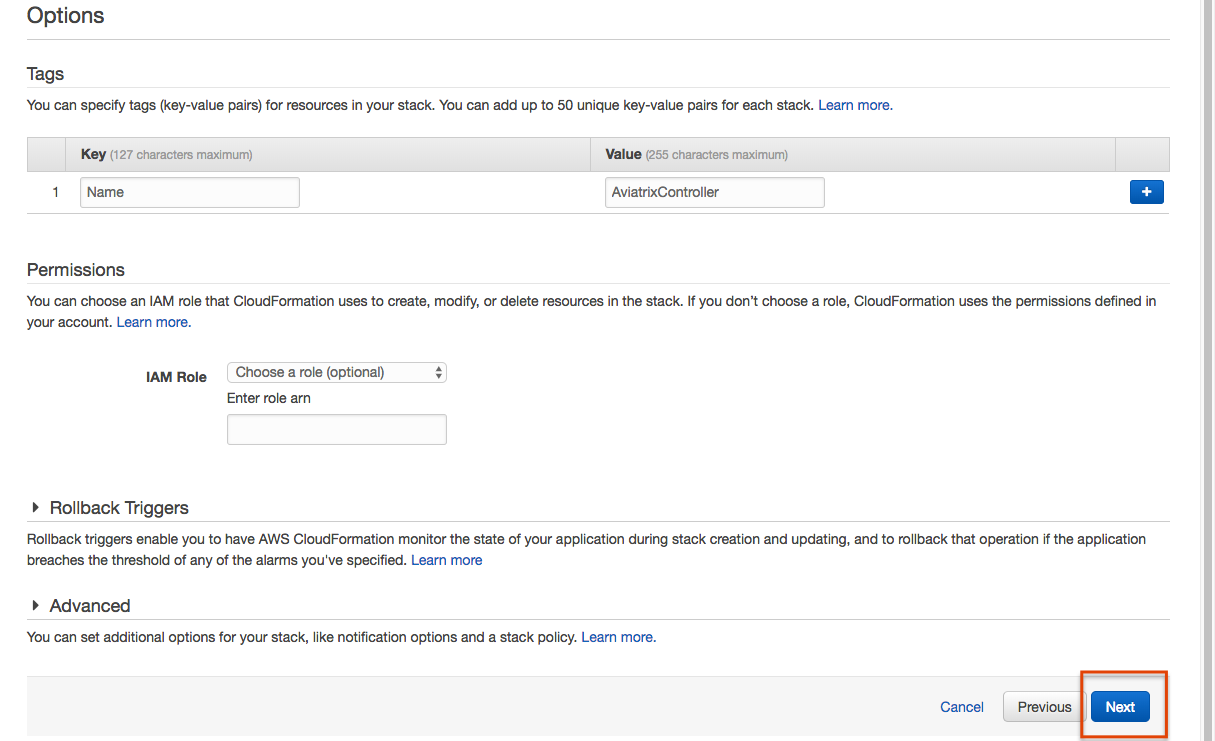 Options
Tags
You can specify tags (key-value pairs) for resources in your stack. You can add up to 50 unique key-value pairs for each stack. Learn more.
Key (127 characters maximum) Value (255 characters maximum)
1 Name AviatrixController +
Permissions
You can choose an IAM role that CloudFormation uses to create, modify, or delete resources in the stack. If you don’t choose a role, CloudFormation uses the permissions defined in
your account. Learn more.
IAM Role Choose a role (optional)
Enter role arn
Rollback Triggers
Rollback triggers enable you to have AWS CloudFormation monitor the state of your application during stack creation and updating, and to rollback that operation if the application
breaches the threshold of any of the alarms you've specified. Learn more
Advanced
You can set additional options for your stack, like notification options and a stack policy. Learn more.
Cancel Previous Next